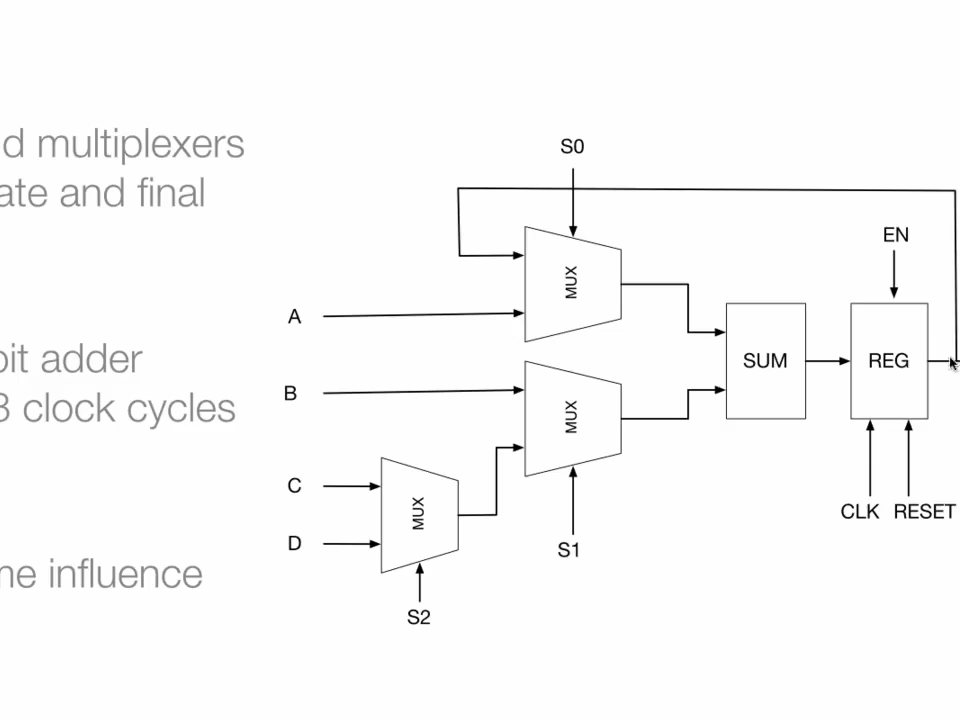 d multiplexers
ate and final
bit adder
3 clock cycles
me influence
S0
EN
MUX
A
SUM
REG
B
MUX
C
MUX
D
CLK RESET
S1
S2